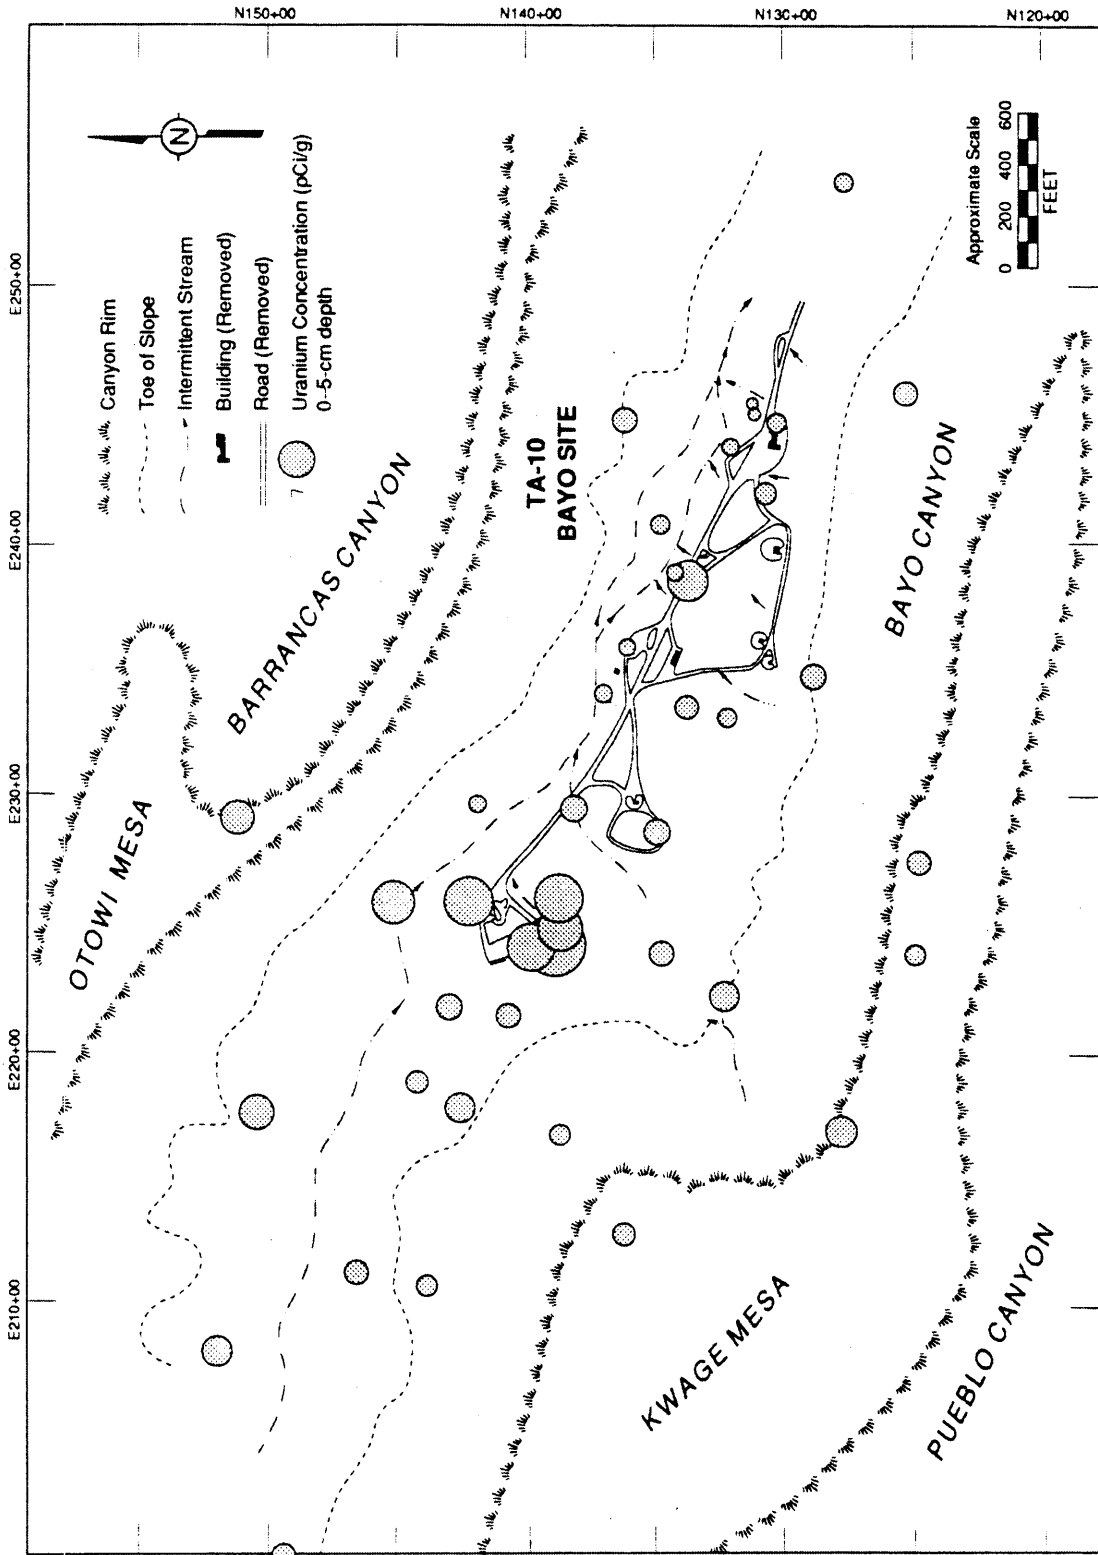 N150+00
N140+00
N130+00
N120+00
E250+00
E240+00
E230+00
E220+00
E210+00
N
Canyon Rim
Toe of Slope
Intermittent Stream
Building (Removed)
Road (Removed)
7
Uranium Concentration (pCi/g)
0-5-cm depth
Approximate Scale
0 200 400 600
FEET
OTOWI MESA
BARRANCAS CANYON
TA-10
BAYO SITE
BAYO CANYON
KWAGE MESA
PUEBLO CANYON